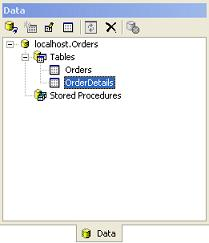 Data
localhost.Orders
Tables
Orders
OrderDetails
Stored Procedures
Data